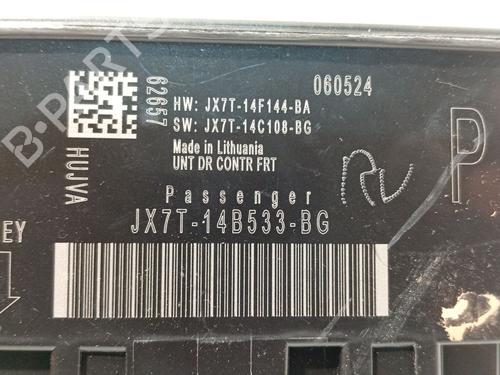 62657
HUJVA
060524
HW: JX7T-14F144-BA
SW: JX7T-14C108-BG
Made in Lithuania
UNT DR CONTR FRT
RV
P
Passenger
JX7T-14B533-BG
EY
B-PARTS